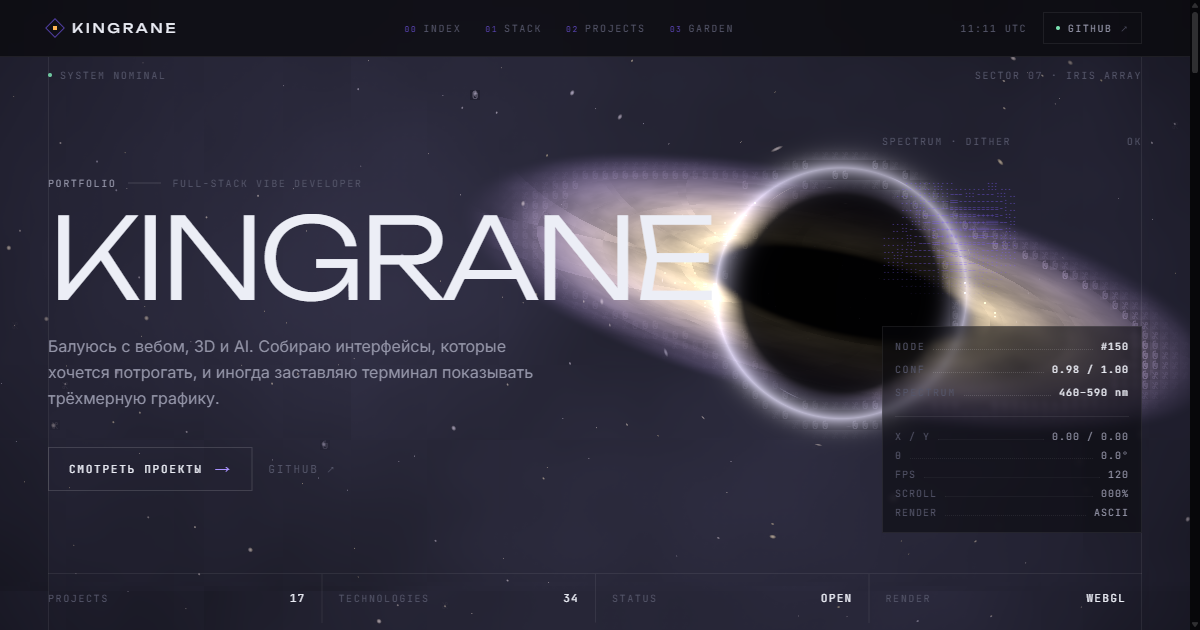 KINGRANE
00 INDEX 01 STACK 02 PROJECTS 03 GARDEN
11:11 UTC
GITHUB ↗
SYSTEM NOMINAL
SECTOR 07 · IRIS ARRAY
SPECTRUM · DITHER OK
PORTFOLIO FULL-STACK VIBE DEVELOPER
KINGRANE
Балуюсь с вебом, 3D и AI. Собираю интерфейсы, которые
хочется потрогать, и иногда заставляю терминал показывать
трёхмерную графику.
СМОТРЕТЬ ПРОЕКТЫ →
GITHUB ↗
NODE #150
CONF 0.98 / 1.00
SPECTRUM 460–590 nm
X / Y 0.00 / 0.00
θ 0.0°
FPS 120
SCROLL 000%
RENDER ASCII
PROJECTS 17
TECHNOLOGIES 34
STATUS OPEN
RENDER WEBGL